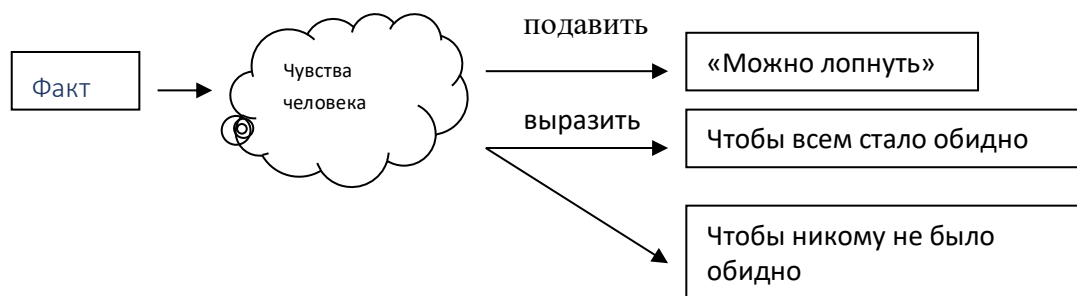 Факт
Чувства
человека
подавить
«Можно лопнуть»
выразить
Чтобы всем стало обидно
Чтобы никому не было
обидно